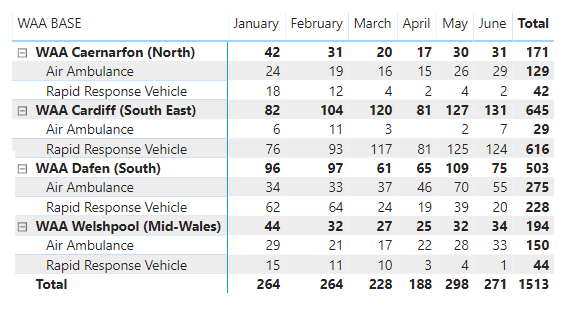 WAA BASE January February March April May June Total
WAA Caernarfon (North) 42 31 20 17 30 31 171
Air Ambulance 24 19 16 15 26 29 129
Rapid Response Vehicle 18 12 4 2 4 2 42
WAA Cardiff (South East) 82 104 120 81 127 131 645
Air Ambulance 6 11 3 2 7 29
Rapid Response Vehicle 76 93 117 81 125 124 616
WAA Dafen (South) 96 97 61 65 109 75 503
Air Ambulance 34 33 37 46 70 55 275
Rapid Response Vehicle 62 64 24 19 39 20 228
WAA Welshpool (Mid-Wales) 44 32 27 25 32 34 194
Air Ambulance 29 21 17 22 28 33 150
Rapid Response Vehicle 15 11 10 3 4 1 44
Total 264 264 228 188 298 271 1513